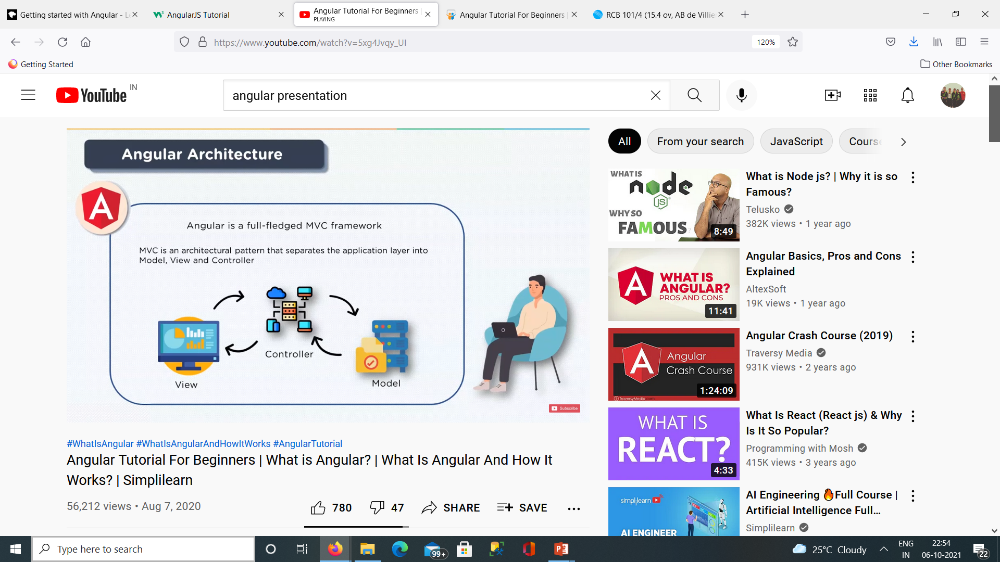 Getting started with Angular - L
AngularJS Tutorial
Angular Tutorial For Beginners |
PLAYING
Angular Tutorial For Beginners |
RCB 101/4 (15.4 ov, AB de Villie
https://www.youtube.com/watch?v=5xg4Jvqy_UI
120%
Getting Started
Other Bookmarks
YouTube IN
angular presentation
All
From your search
JavaScript
Course
Angular Architecture
Angular is a full-fledged MVC framework
MVC is an architectural pattern that separates the application layer into
Model, View and Controller
Controller
View
Model
Subscribe
#WhatIsAngular #WhatIsAngularAndHowItWorks #AngularTutorial
Angular Tutorial For Beginners | What is Angular? | What Is Angular And How It
Works? | Simplilearn
56,212 views • Aug 7, 2020
780
47
SHARE
SAVE
WHAT IS
node
JS
WHY SO
FAMOUS?
8:49
What is Node js? | Why it is so
Famous?
Telusko
382K views • 1 year ago
WHAT IS
ANGULAR?
PROS AND CONS
11:41
Angular Basics, Pros and Cons
Explained
AltexSoft
19K views • 1 year ago
Angular
Crash Course
1:24:09
TraversyMedia.com
Angular Crash Course (2019)
Traversy Media
931K views • 2 years ago
WHAT IS
REACT?
4:33
What Is React (React js) & Why
Is It So Popular?
Programming with Mosh
415K views • 3 years ago
simplilearn
AI ENGINEER
AI Engineering 🔥Full Course |
Artificial Intelligence Full...
Simplilearn
Type here to search
99+
25°C Cloudy
ENG
IN
22:54
06-10-2021
22